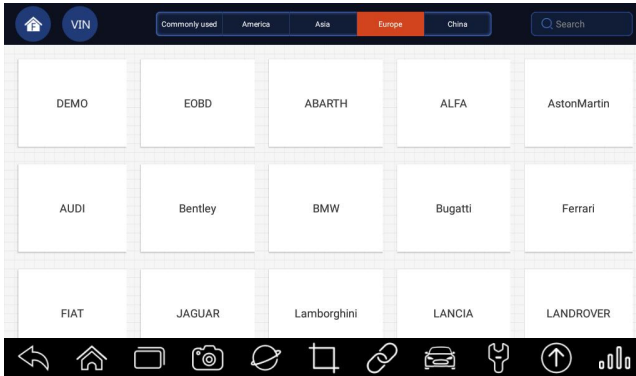 VIN Commonly used America Asia Europe China Search
DEMO EOBD ABARTH ALFA AstonMartin
AUDI Bentley BMW Bugatti Ferrari
FIAT JAGUAR Lamborghini LANCIA LANDROVER